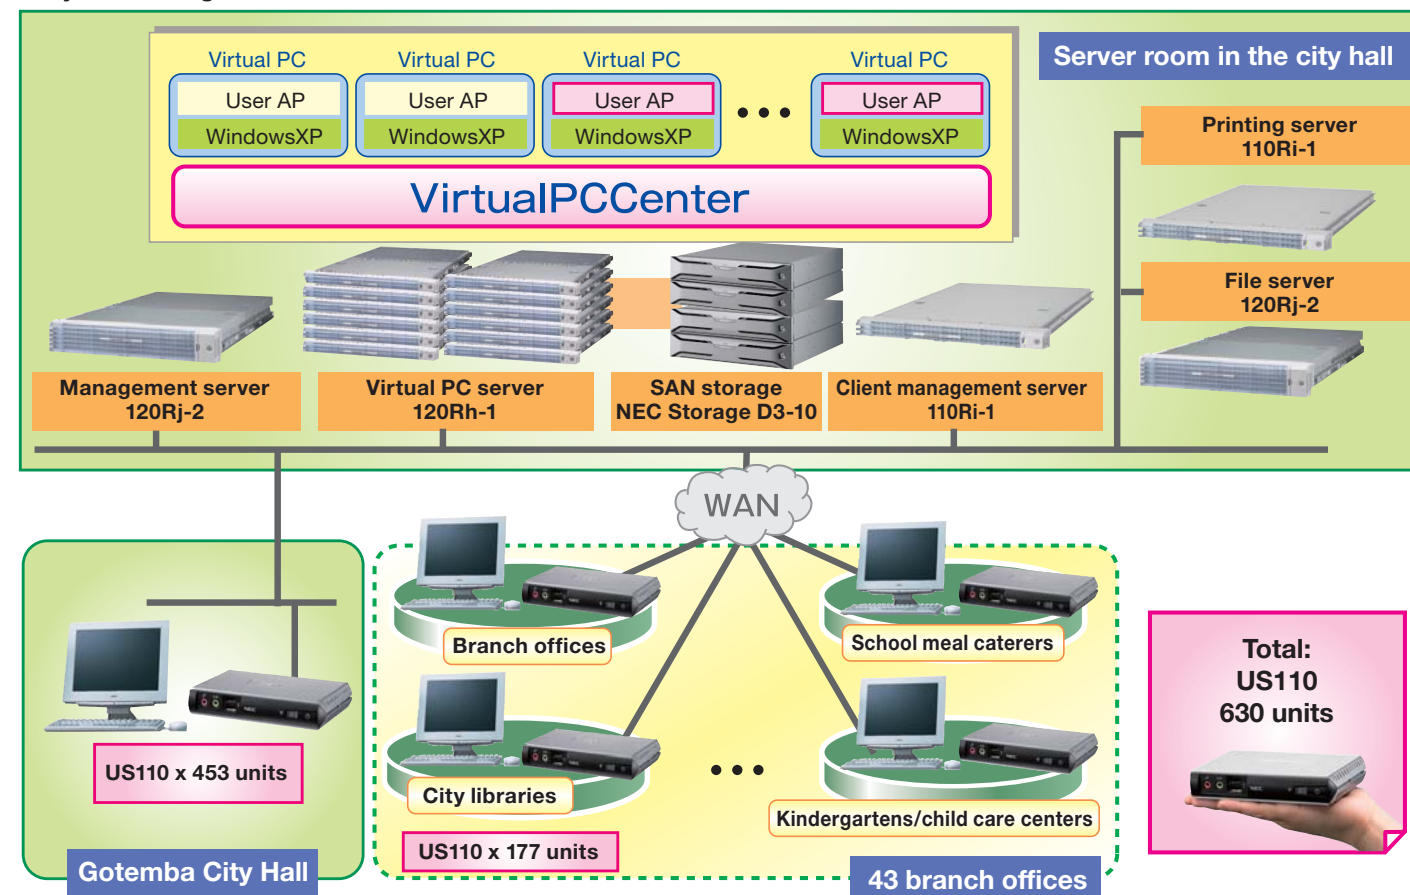 Server room in the city hall
Virtual PC
Virtual PC
Virtual PC
Virtual PC
User AP
User AP
User AP
User AP
WindowsXP
WindowsXP
WindowsXP
WindowsXP
VirtualPCCenter
Printing server
110Ri-1
File server
120Rj-2
Management server
120Rj-2
Virtual PC server
120Rh-1
SAN storage
NEC Storage D3-10
Client management server
110Ri-1
WAN
Branch offices
School meal caterers
City libraries
Kindergartens/child care centers
US110 x 453 units
US110 x 177 units
Gotemba City Hall
43 branch offices
Total:
US110
630 units